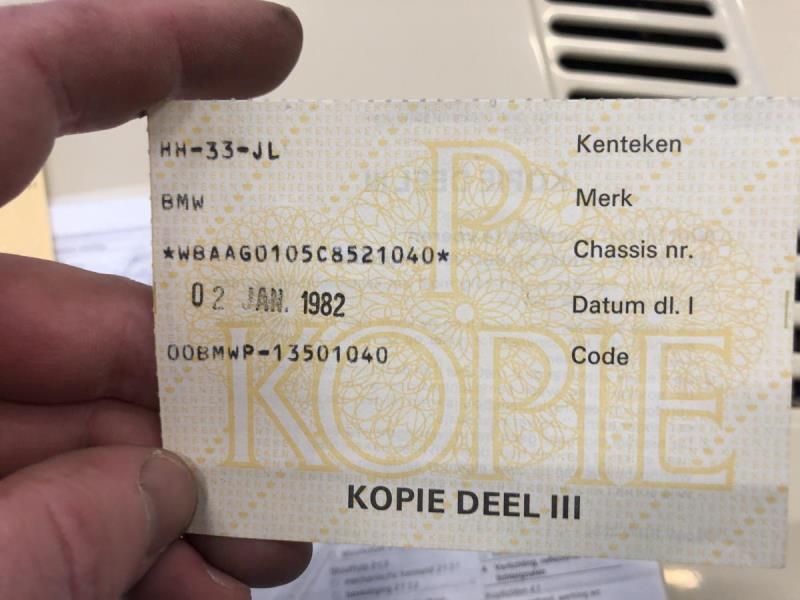 HH-33-JL Kenteken
BMW Merk
*WBAAG0105C8521040* Chassis nr.
02 JAN. 1982 Datum dl. I
00BMWP-13501040 Code
P
KOPIE
KOPIE DEEL III